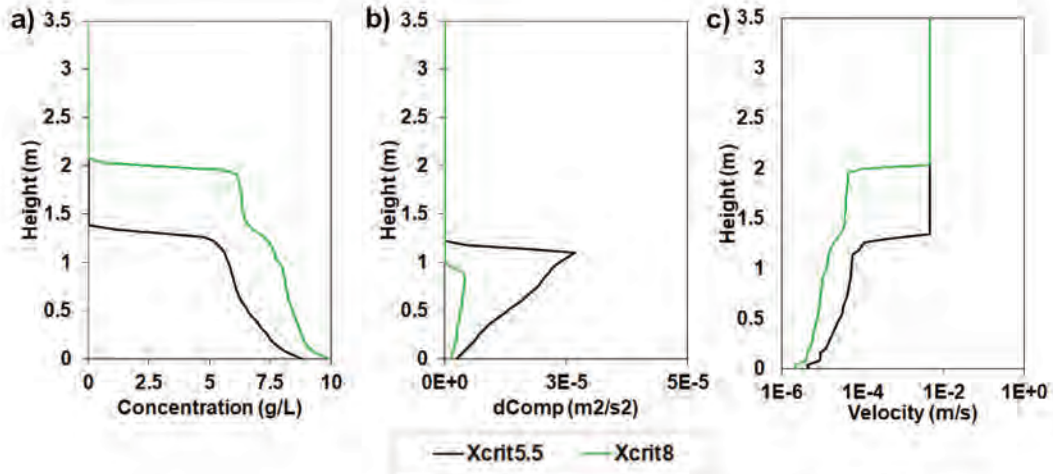 a)
3.5
3
2.5
2
1.5
1
0.5
0
Height (m)
0 2.5 5 7.5 10
Concentration (g/L)
b)
3.5
3
2.5
2
1.5
1
0.5
0
Height (m)
0E+0 3E-5 5E-5
dComp (m2/s2)
c)
3.5
3
2.5
2
1.5
1
0.5
0
Height (m)
1E-6 1E-4 1E-2 1E+0
Velocity (m/s)
Xcrit5.5 Xcrit8